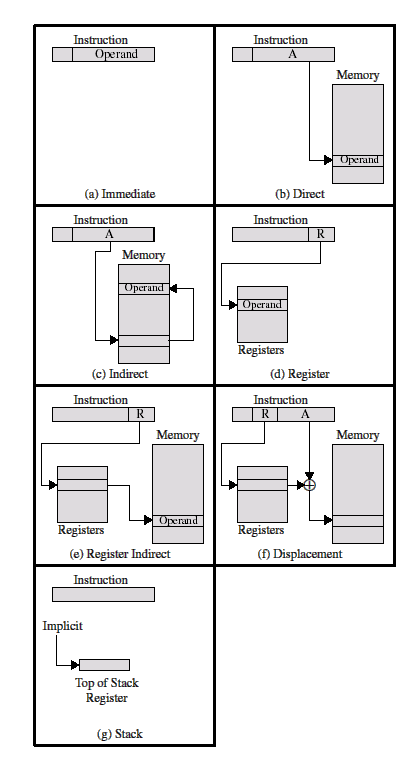 Instruction
Operand
(a) Immediate
Instruction
A
Memory
Operand
(b) Direct
Instruction
A
Memory
Operand
(c) Indirect
Instruction
R
Operand
Registers
(d) Register
Instruction
R
Memory
Operand
Registers
(e) Register Indirect
Instruction
R A
Memory
Registers
(f) Displacement
Instruction
Implicit
Top of Stack
Register
(g) Stack